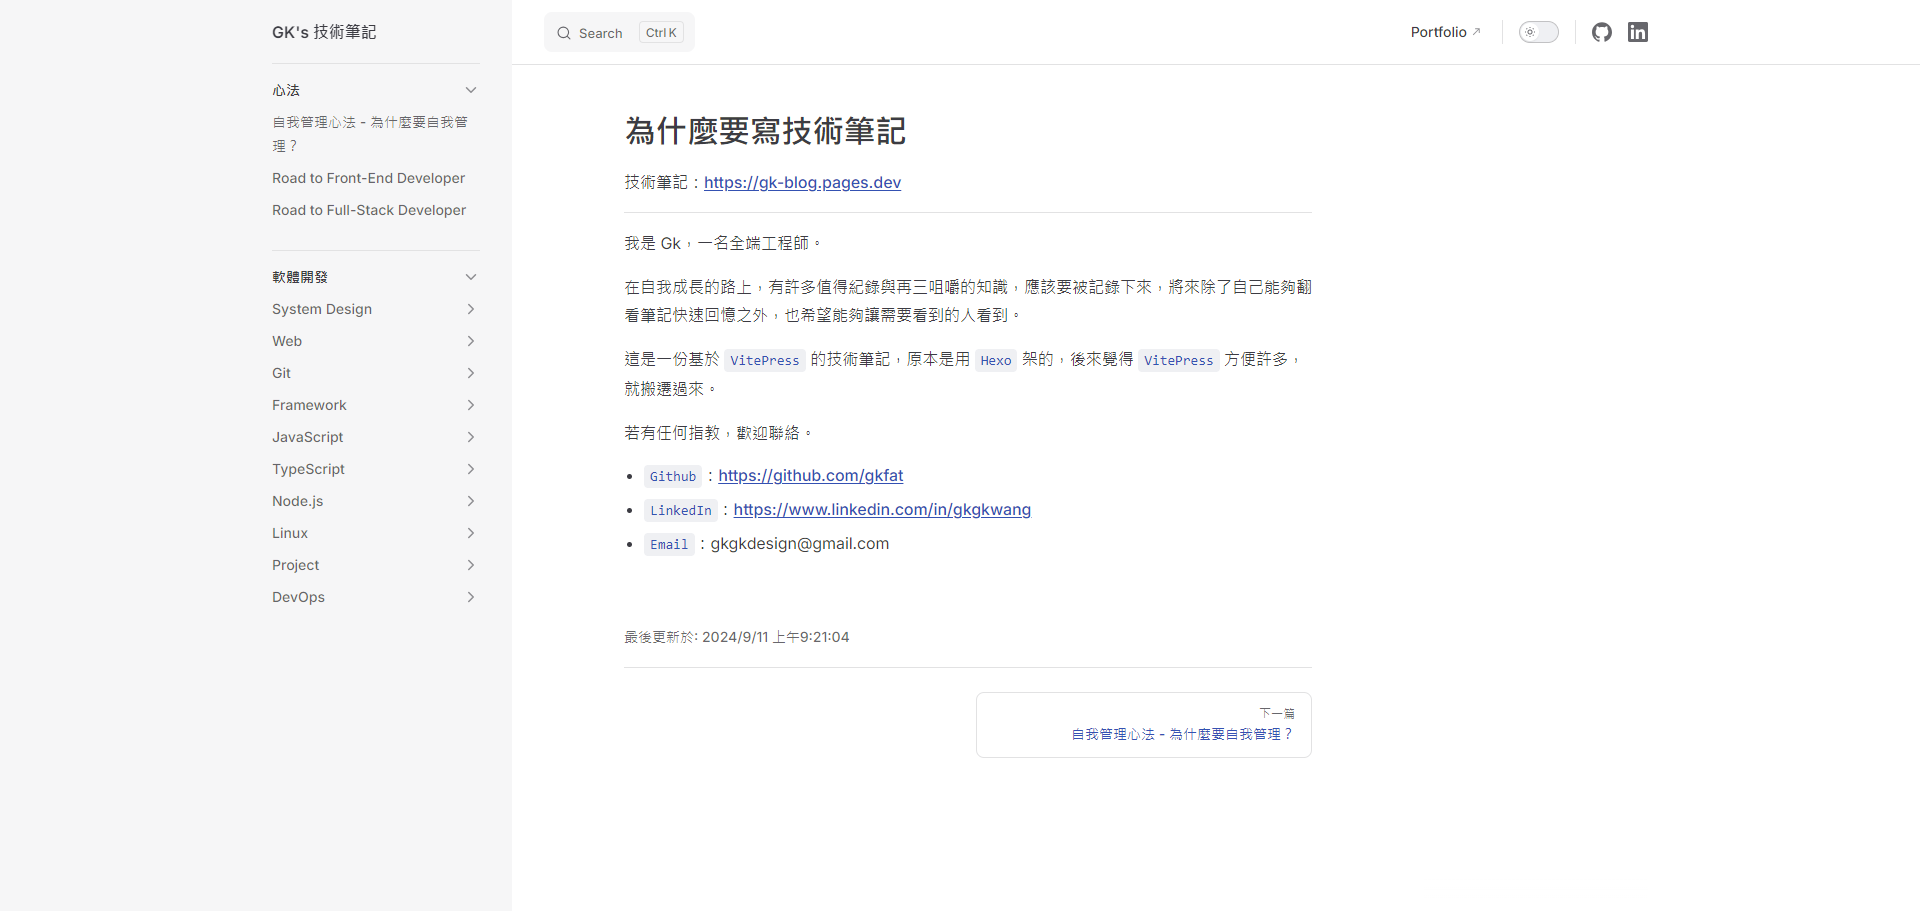 GK's 技術筆記
心法
自我管理心法 - 為什麼要自我管
理？
Road to Front-End Developer
Road to Full-Stack Developer
軟體開發
System Design
Web
Git
Framework
JavaScript
TypeScript
Node.js
Linux
Project
DevOps
Search Ctrl K
Portfolio
為什麼要寫技術筆記
技術筆記：https://gk-blog.pages.dev
我是 Gk，一名全端工程師。
在自我成長的路上，有許多值得紀錄與再三咀嚼的知識，應該要被記錄下來，將來除了自己能夠翻
看筆記快速回憶之外，也希望能夠讓需要看到的人看到。
這是一份基於 VitePress 的技術筆記，原本是用 Hexo 架的，後來覺得 VitePress 方便許多，
就搬遷過來。
若有任何指教，歡迎聯絡。
• Github：https://github.com/gkfat
• LinkedIn：https://www.linkedin.com/in/gkgkwang
• Email：gkgkdesign@gmail.com
最後更新於: 2024/9/11 上午9:21:04
下一篇
自我管理心法 - 為什麼要自我管理？